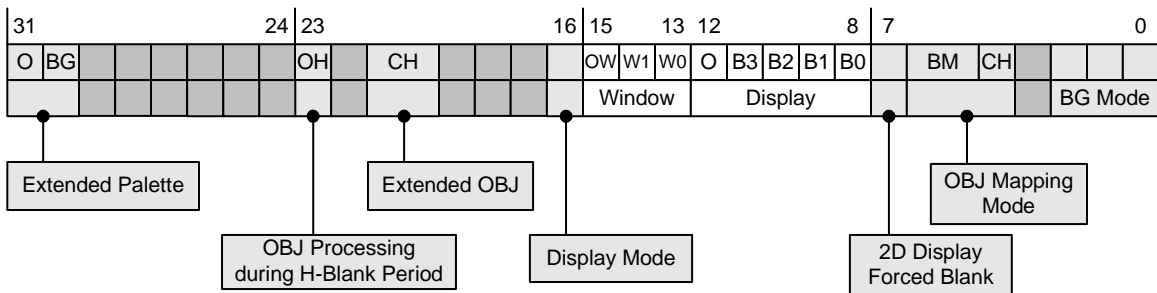 31 24 23 16 15 13 12 8 7 0
O BG OH CH OW W1 W0 O B3 B2 B1 B0 BM CH
Window Display BG Mode
Extended Palette Extended OBJ OBJ Mapping
Mode
OBJ Processing
during H-Blank Period
Display Mode
2D Display
Forced Blank